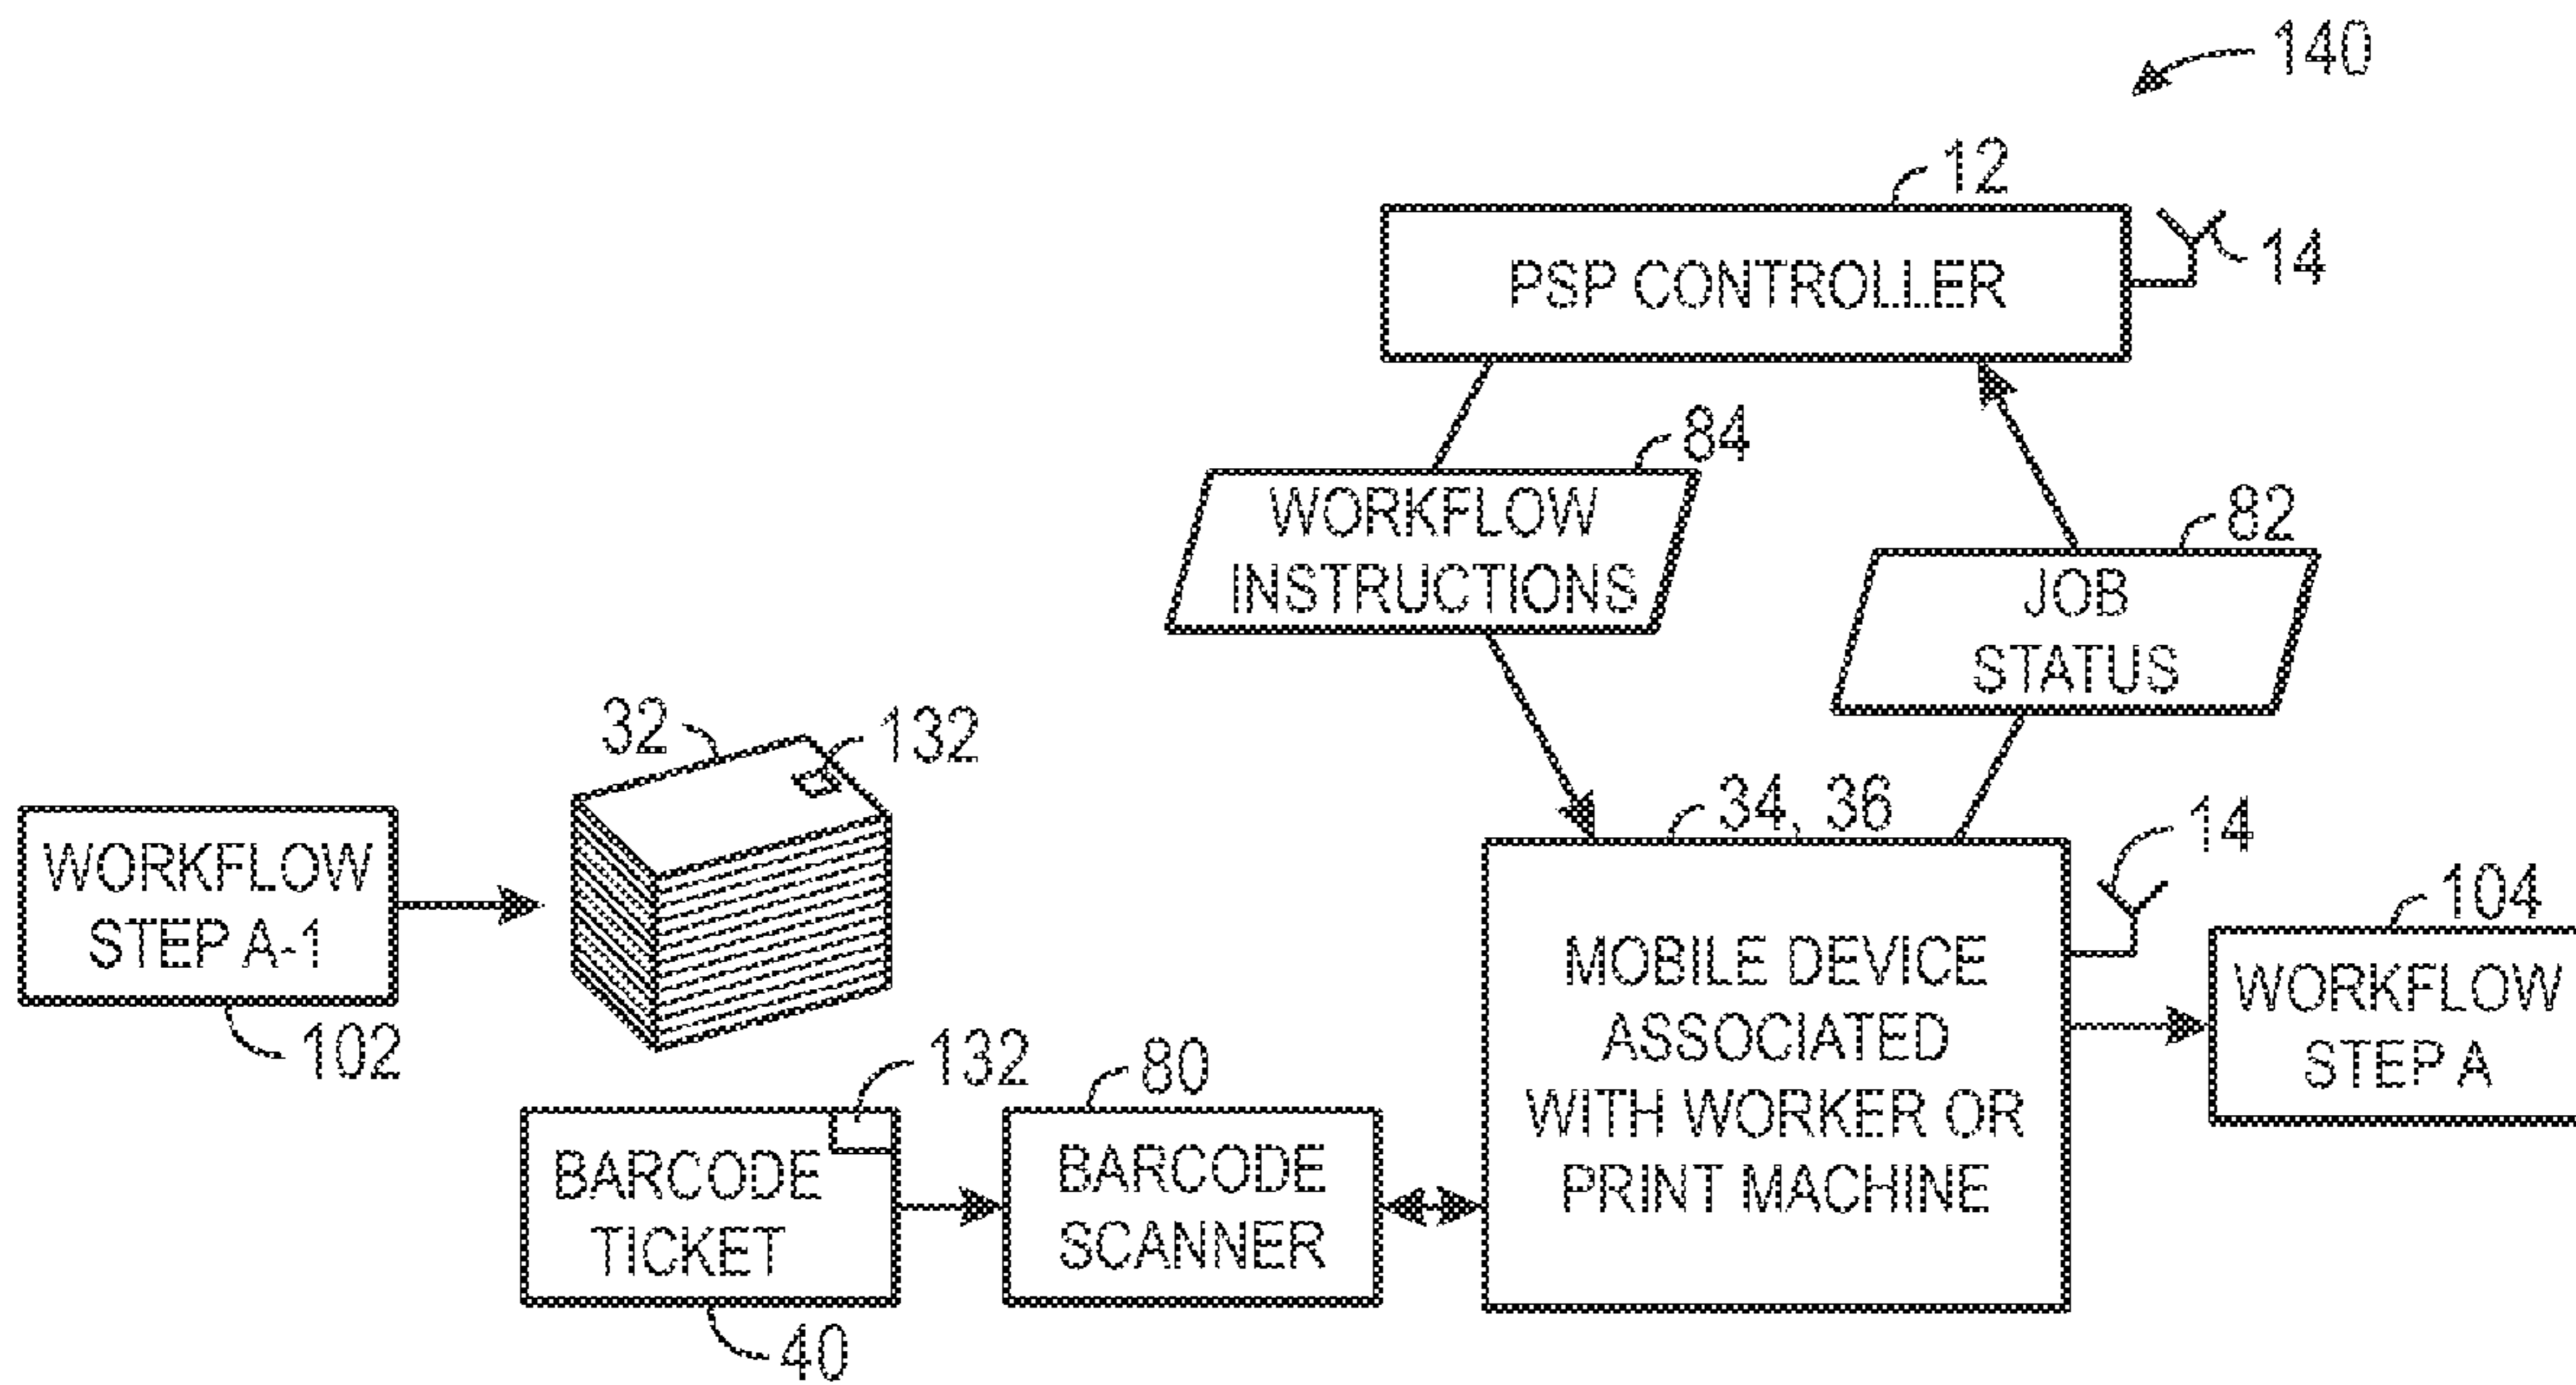 140
12
PSP CONTROLLER
14
84
WORKFLOW
INSTRUCTIONS
82
JOB
STATUS
32
132
34, 36
14
WORKFLOW
STEP A-1
102
MOBILE DEVICE
ASSOCIATED
WITH WORKER OR
PRINT MACHINE
104
WORKFLOW
STEP A
132
80
BARCODE
TICKET
40
BARCODE
SCANNER